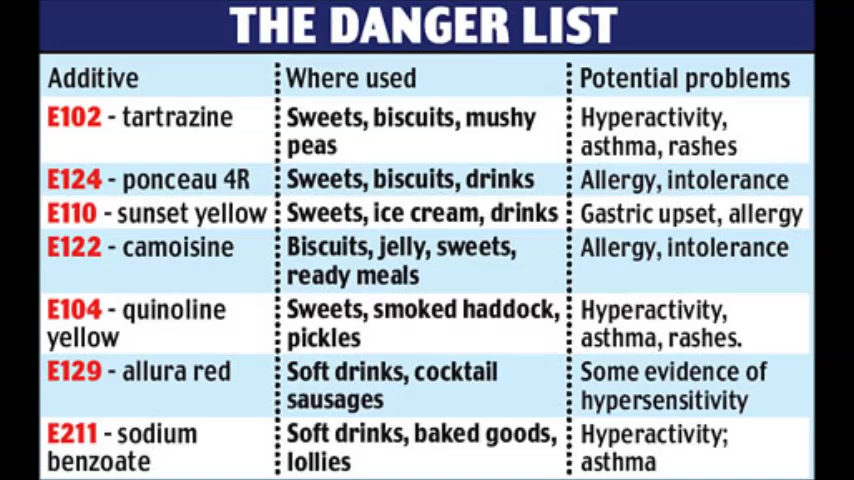 THE DANGER LIST
Additive Where used Potential problems
E102 - tartrazine Sweets, biscuits, mushy Hyperactivity,
peas asthma, rashes
E124 - ponceau 4R Sweets, biscuits, drinks Allergy, intolerance
E110 - sunset yellow Sweets, ice cream, drinks Gastric upset, allergy
E122 - camoisine Biscuits, jelly, sweets, Allergy, intolerance
ready meals
E104 - quinoline Sweets, smoked haddock, Hyperactivity,
yellow pickles asthma, rashes.
E129 - allura red Soft drinks, cocktail Some evidence of
sausages hypersensitivity
E211 - sodium Soft drinks, baked goods, Hyperactivity;
benzoate lollies asthma